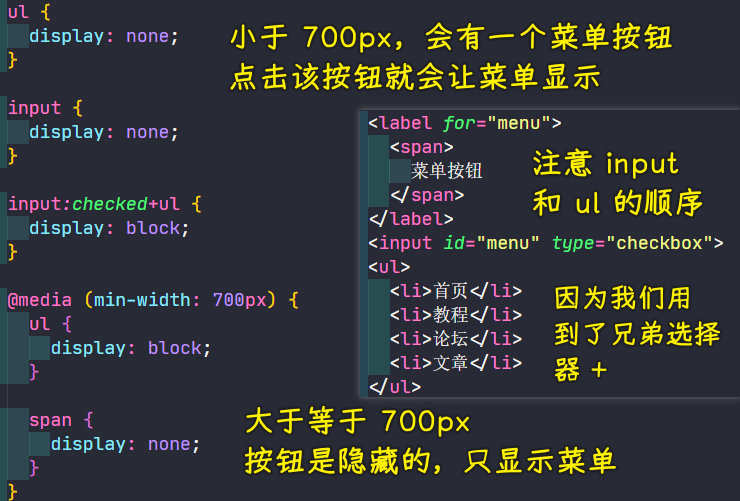 ul {
  display: none;
}
小于 700px，会有一个菜单按钮
点击该按钮就会让菜单显示
input {
  display: none;
}
input:checked+ul {
  display: block;
}
@media (min-width: 700px) {
  ul {
    display: block;
  }
  span {
    display: none;
  }
}
<label for="menu">
  <span>
    菜单按钮
  </span>
</label>
<input id="menu" type="checkbox">
<ul>
  <li>首页</li>
  <li>教程</li>
  <li>论坛</li>
  <li>文章</li>
</ul>
注意 input
和 ul 的顺序
因为我们用
到了兄弟选择
器 +
大于等于 700px
按钮是隐藏的，只显示菜单